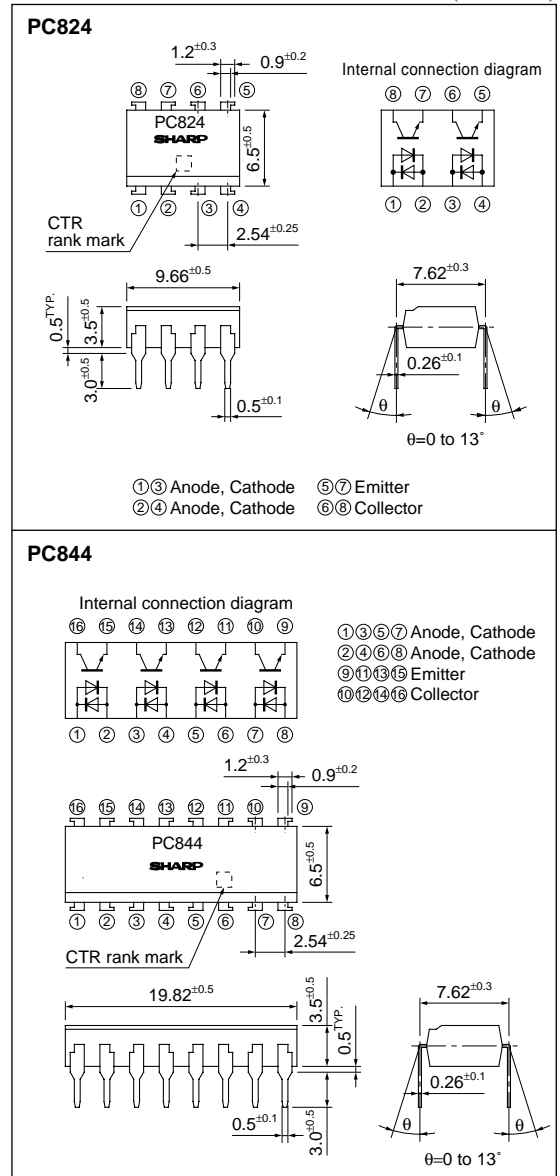 PC824
1.2±0.3
0.9±0.2
Internal connection diagram
⑧ ⑦ ⑥ ⑤
⑧ ⑦ ⑥ ⑤
PC824
SHARP
6.5±0.5
① ② ③ ④
① ② ③ ④
CTR
rank mark
2.54±0.25
9.66±0.5
7.62±0.3
0.5TYP.
3.5±0.5
3.0±0.5
0.26±0.1
0.5±0.1
θ θ
θ=0 to 13˚
①③ Anode, Cathode ⑤⑦ Emitter
②④ Anode, Cathode ⑥⑧ Collector
PC844
Internal connection diagram
⑯ ⑮ ⑭ ⑬ ⑫ ⑪ ⑩ ⑨
①③⑤⑦ Anode, Cathode
②④⑥⑧ Anode, Cathode
⑨⑪⑬⑮ Emitter
⑩⑫⑭⑯ Collector
① ② ③ ④ ⑤ ⑥ ⑦ ⑧
1.2±0.3
0.9±0.2
⑯ ⑮ ⑭ ⑬ ⑫ ⑪ ⑩ ⑨
PC844
SHARP
6.5±0.5
① ② ③ ④ ⑤ ⑥ ⑦ ⑧
2.54±0.25
CTR rank mark
19.82±0.5
7.62±0.3
3.5±0.5
0.5TYP.
0.26±0.1
0.5±0.1
3.0±0.5
θ θ
θ=0 to 13˚